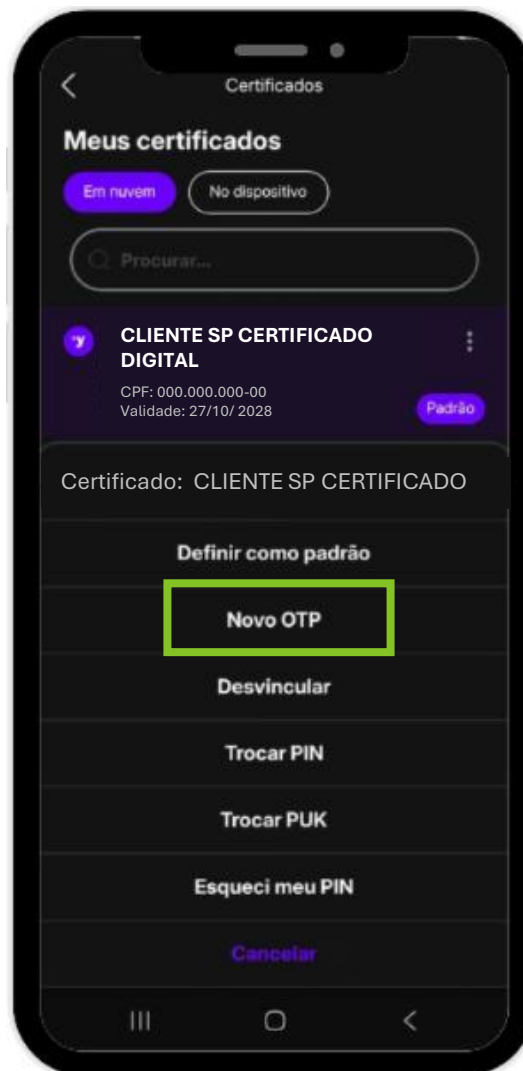 Certificados
Meus certificados
Em nuvem
No dispositivo
Procurar...
y
CLIENTE SP CERTIFICADO
DIGITAL
CPF: 000.000.000-00
Validade: 27/10/ 2028
Padrão
Certificado: CLIENTE SP CERTIFICADO
Definir como padrão
Novo OTP
Desvincular
Trocar PIN
Trocar PUK
Esqueci meu PIN
Cancelar